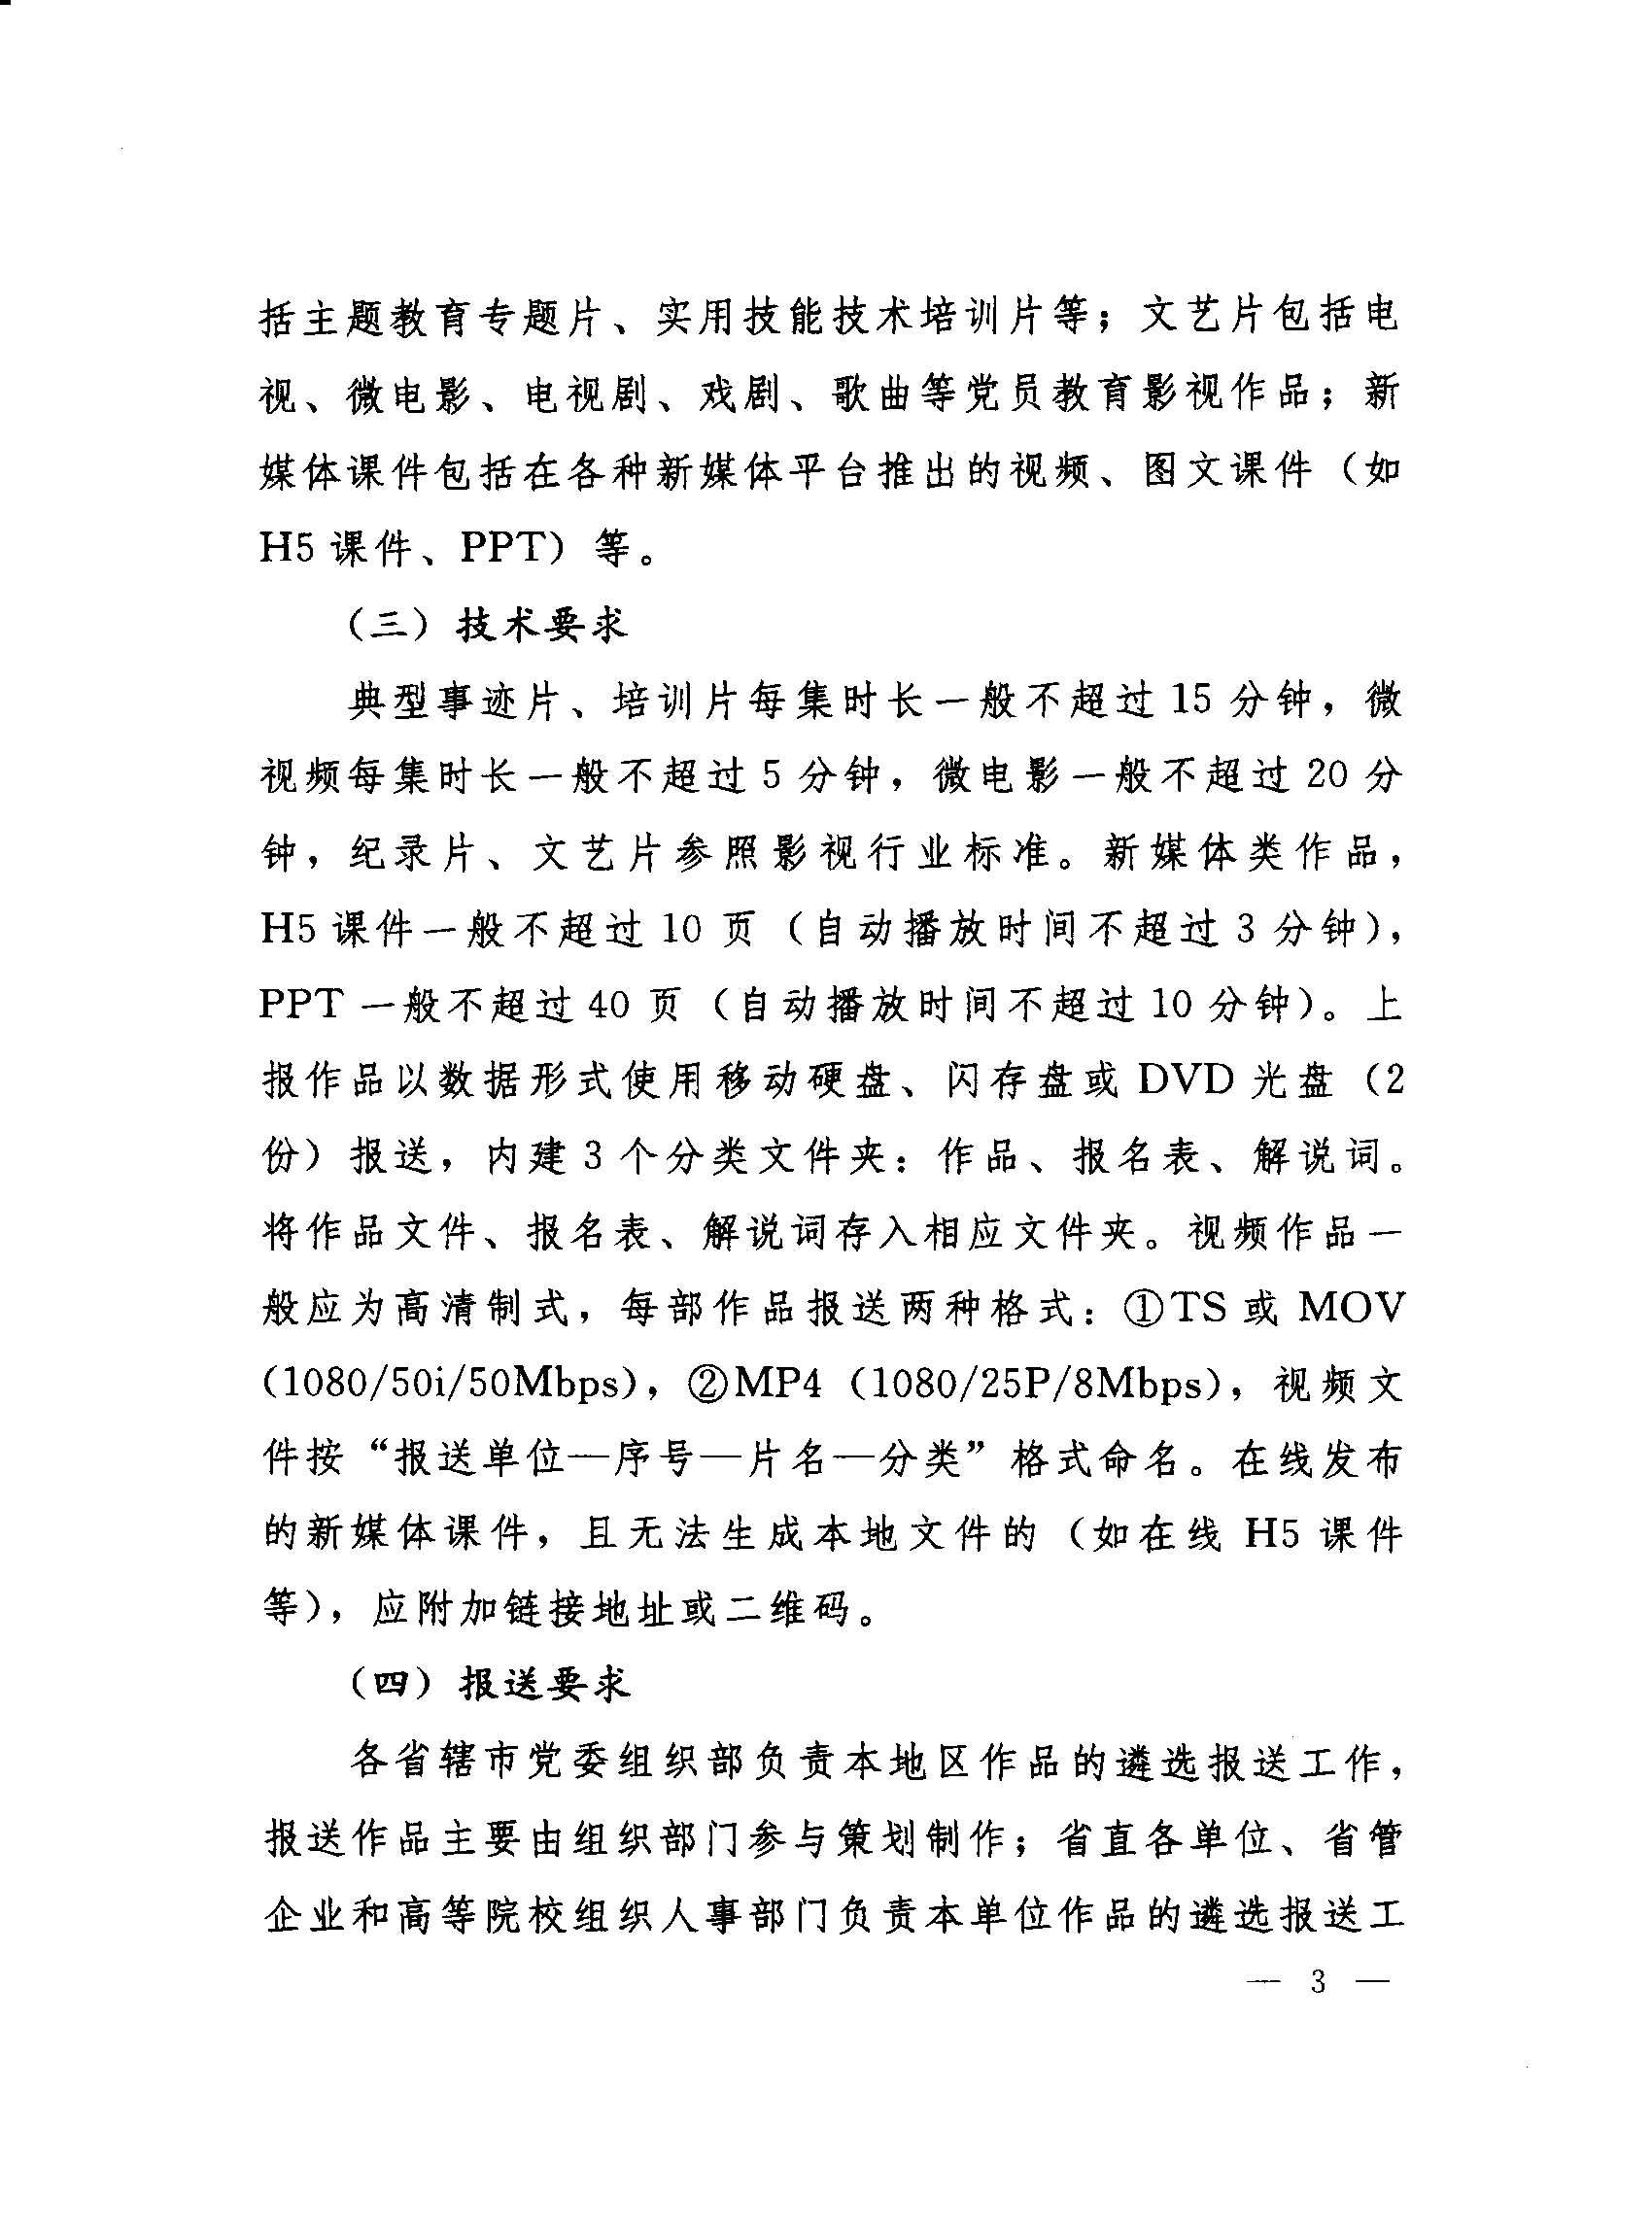 括主题教育专题片、实用技能技术培训片等；文艺片包括电
视、微电影、电视剧、戏剧、歌曲等党员教育影视作品；新
媒体课件包括在各种新媒体平台推出的视频、图文课件（如
H5 课件、PPT）等。
（三）技术要求
典型事迹片、培训片每集时长一般不超过 15 分钟，微
视频每集时长一般不超过 5 分钟，微电影一般不超过 20 分
钟，纪录片、文艺片参照影视行业标准。新媒体类作品，
H5 课件一般不超过 10 页（自动播放时间不超过 3 分钟），
PPT 一般不超过 40 页（自动播放时间不超过 10 分钟）。上
报作品以数据形式使用移动硬盘、闪存盘或 DVD 光盘（2
份）报送，内建 3 个分类文件夹：作品、报名表、解说词。
将作品文件、报名表、解说词存入相应文件夹。视频作品一
般应为高清制式，每部作品报送两种格式：①TS 或 MOV
(1080/50i/50Mbps)，②MP4（1080/25P/8Mbps），视频文
件按“报送单位—序号—片名—分类”格式命名。在线发布
的新媒体课件，且无法生成本地文件的（如在线 H5 课件
等），应附加链接地址或二维码。
（四）报送要求
各省辖市党委组织部负责本地区作品的遴选报送工作，
报送作品主要由组织部门参与策划制作；省直各单位、省管
企业和高等院校组织人事部门负责本单位作品的遴选报送工
— 3 —